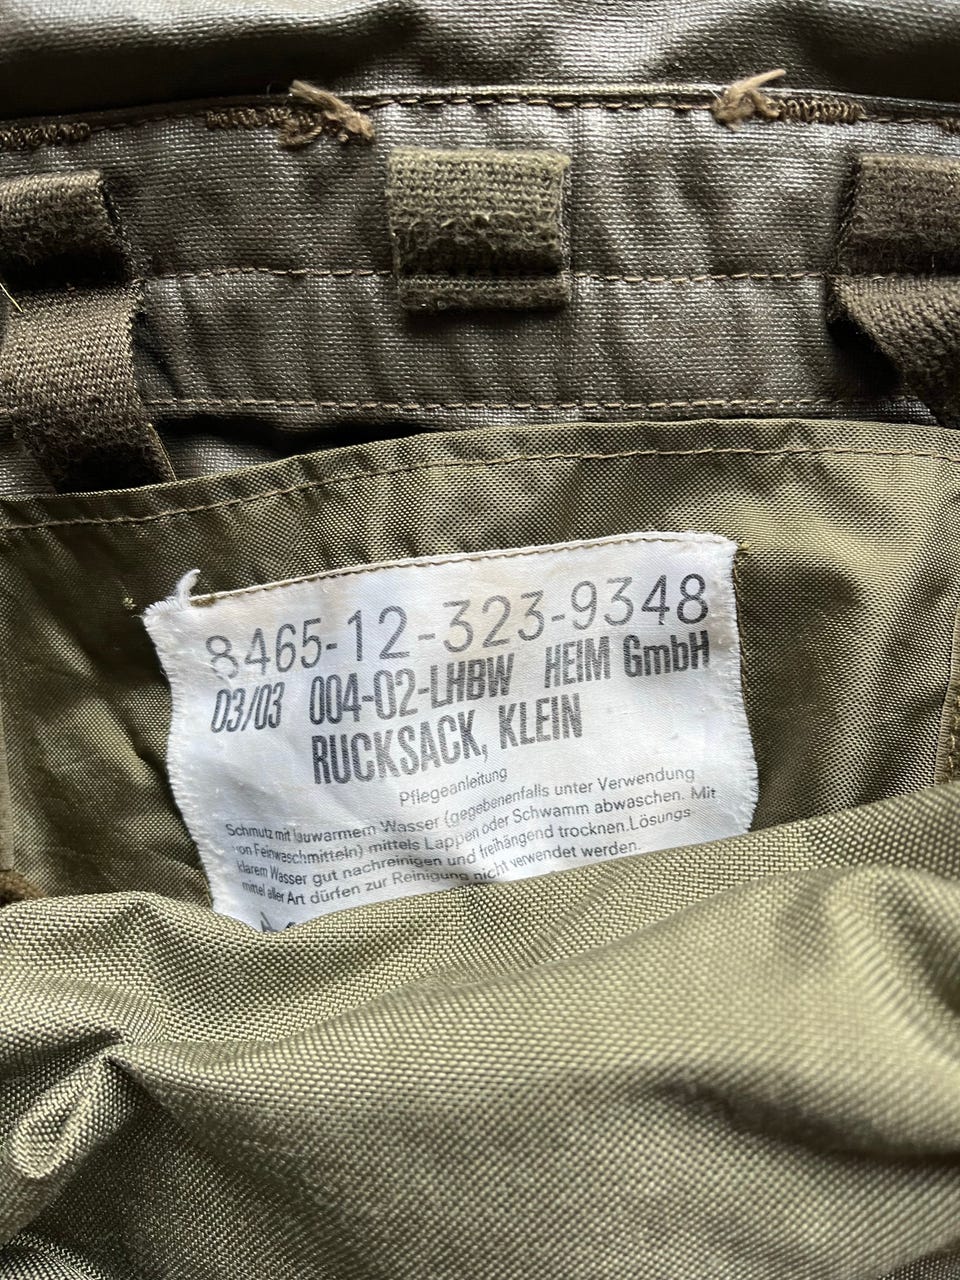 8465-12-323-9348
03/03 004-02-LHBW HEIM GmbH
RUCKSACK, KLEIN
Pflegeanleitung
Schmutz mit lauwarmem Wasser (gegebenenfalls unter Verwendung
von Feinwaschmitteln) mittels Lappen oder Schwamm abwaschen. Mit
klarem Wasser gut nachreinigen und freihängend trocknen.Lösungs
mittel aller Art dürfen zur Reinigung nicht verwendet werden.